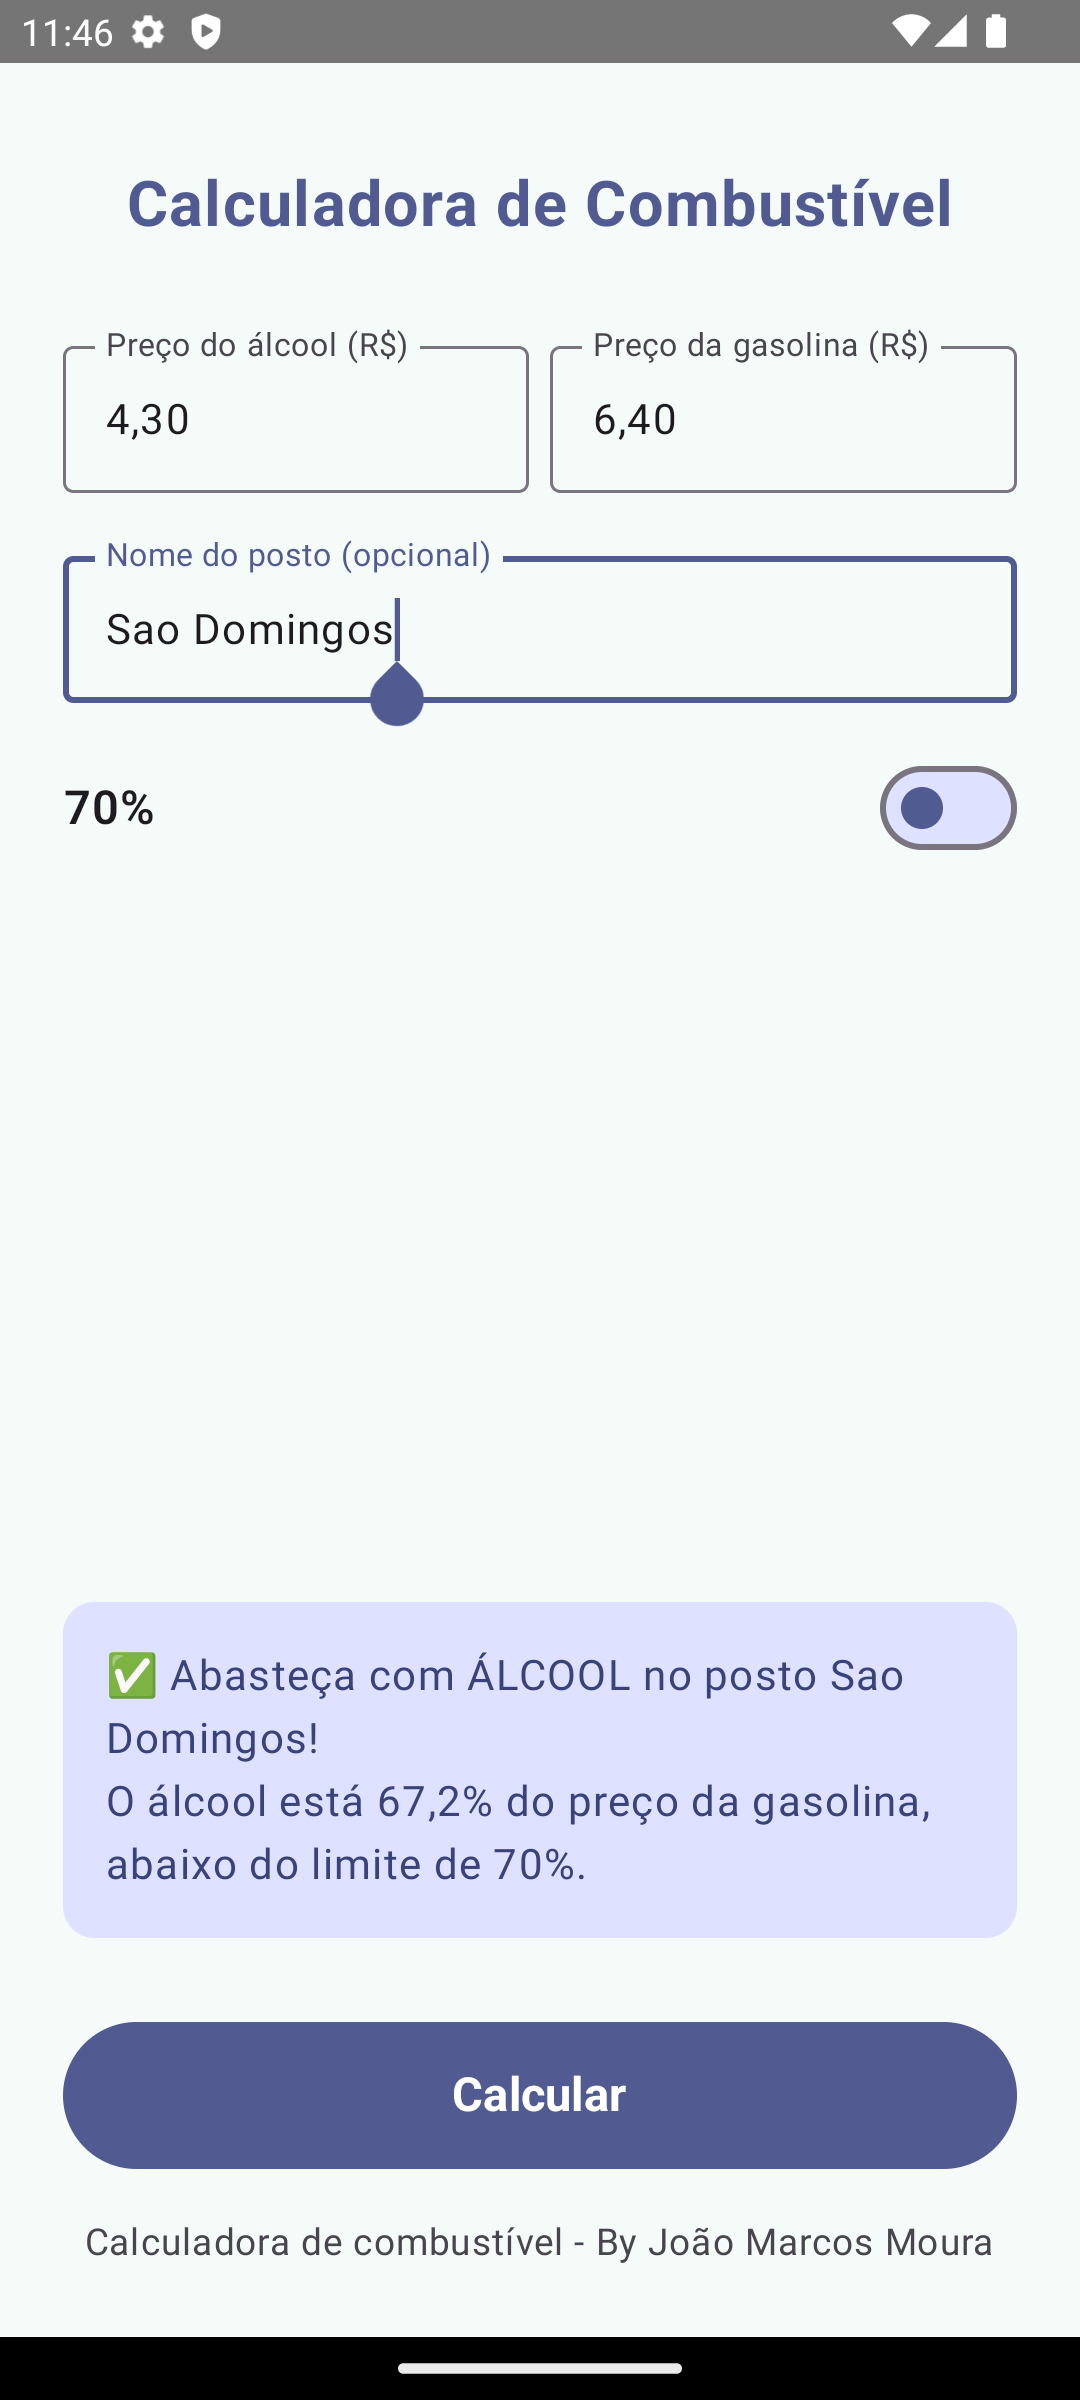 11:46
Calculadora de Combustível
Preço do álcool (R$)
4,30
Preço da gasolina (R$)
6,40
Nome do posto (opcional)
Sao Domingos
70%
✅ Abasteça com ÁLCOOL no posto Sao
Domingos!
O álcool está 67,2% do preço da gasolina,
abaixo do limite de 70%.
Calcular
Calculadora de combustível - By João Marcos Moura